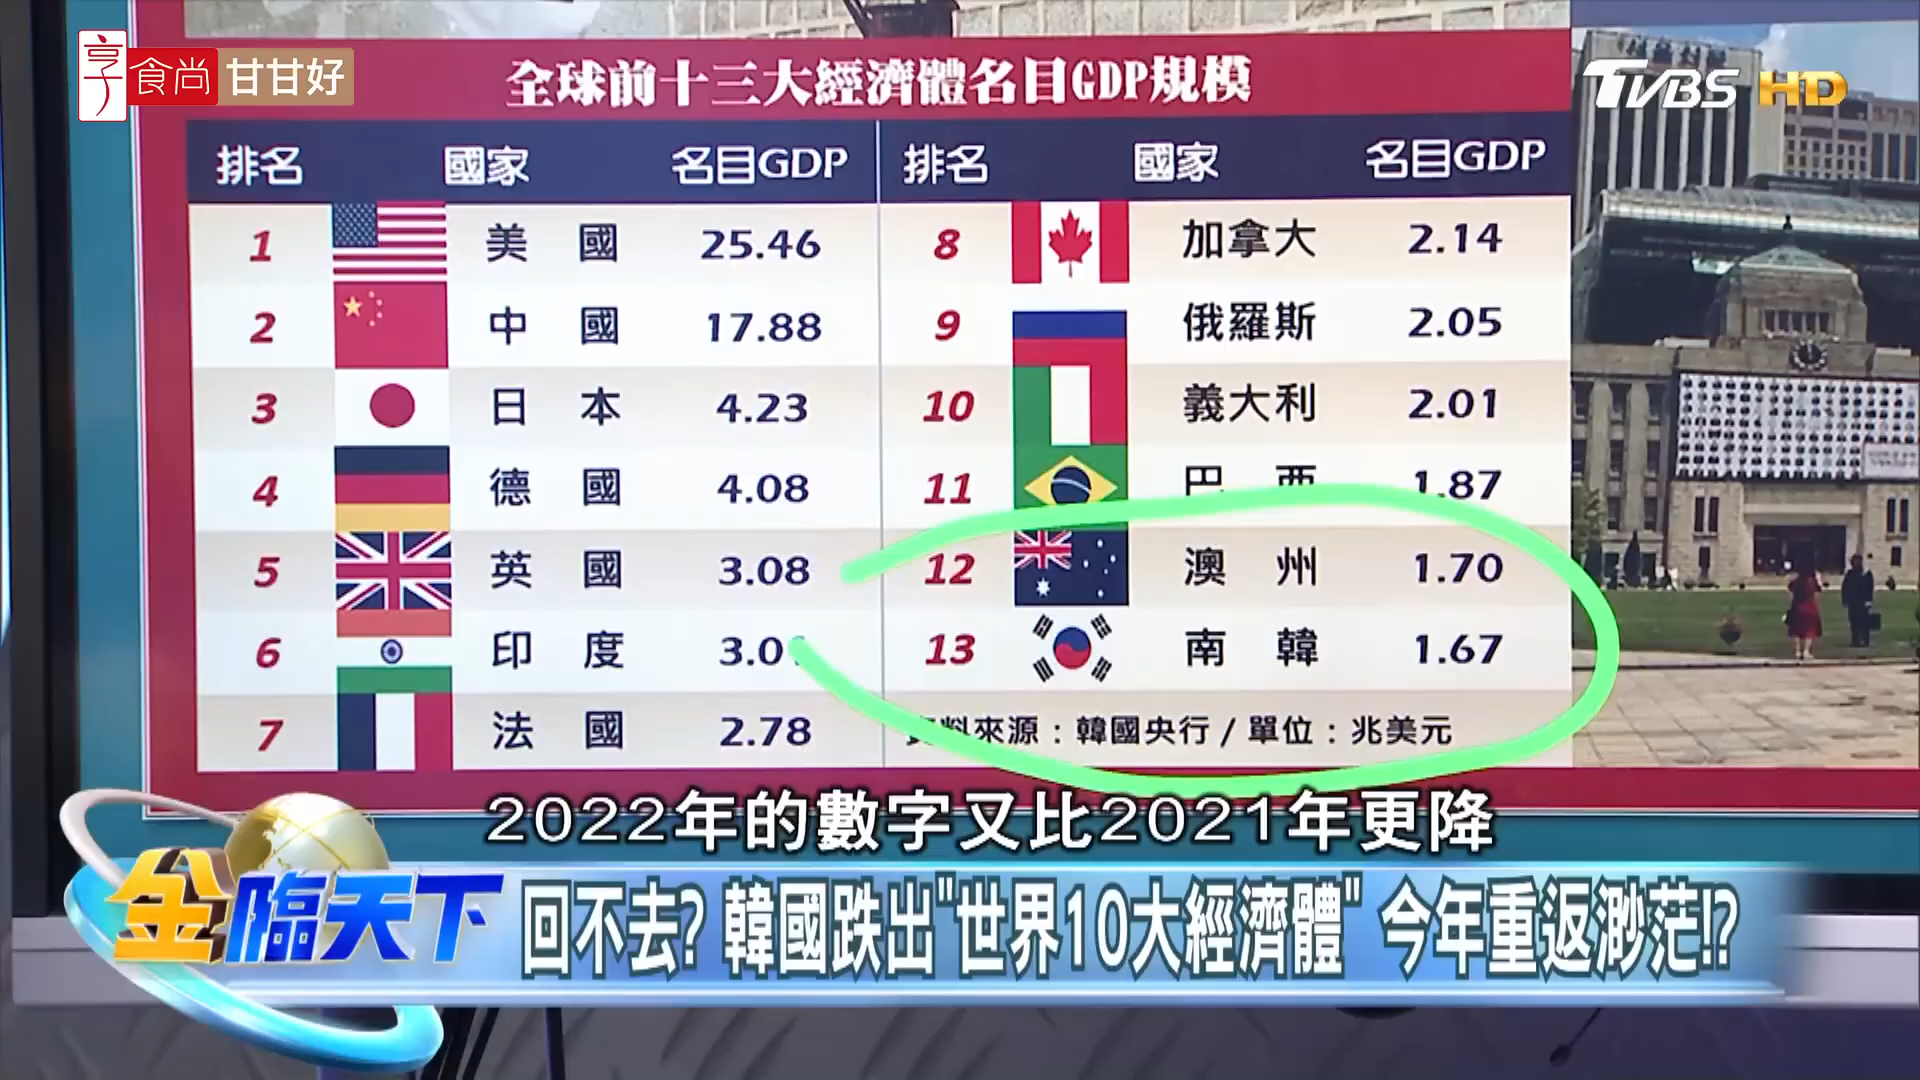 享 食尚 甘甘好
TVBS HD
全球前十三大經濟體名目GDP規模
排名 國家 名目GDP 排名 國家 名目GDP
1 美國 25.46 8 加拿大 2.14
2 中國 17.88 9 俄羅斯 2.05
3 日本 4.23 10 義大利 2.01
4 德國 4.08 11 巴西 1.87
5 英國 3.08 12 澳州 1.70
6 印度 13 南韓 1.67
7 法國 2.78 資料來源：韓國央行 / 單位：兆美元
2022年的數字又比2021年更降
金臨天下
回不去? 韓國跌出"世界10大經濟體" 今年重返渺茫!?